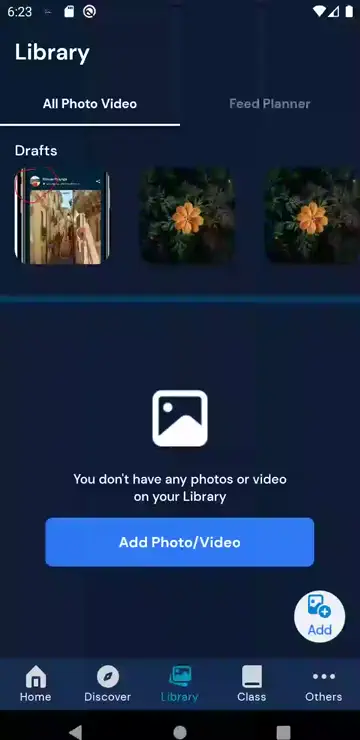 6:23
Library
All Photo Video
Feed Planner
Drafts
You don't have any photos or video
on your Library
Add Photo/Video
Add
Home
Discover
Library
Class
Others